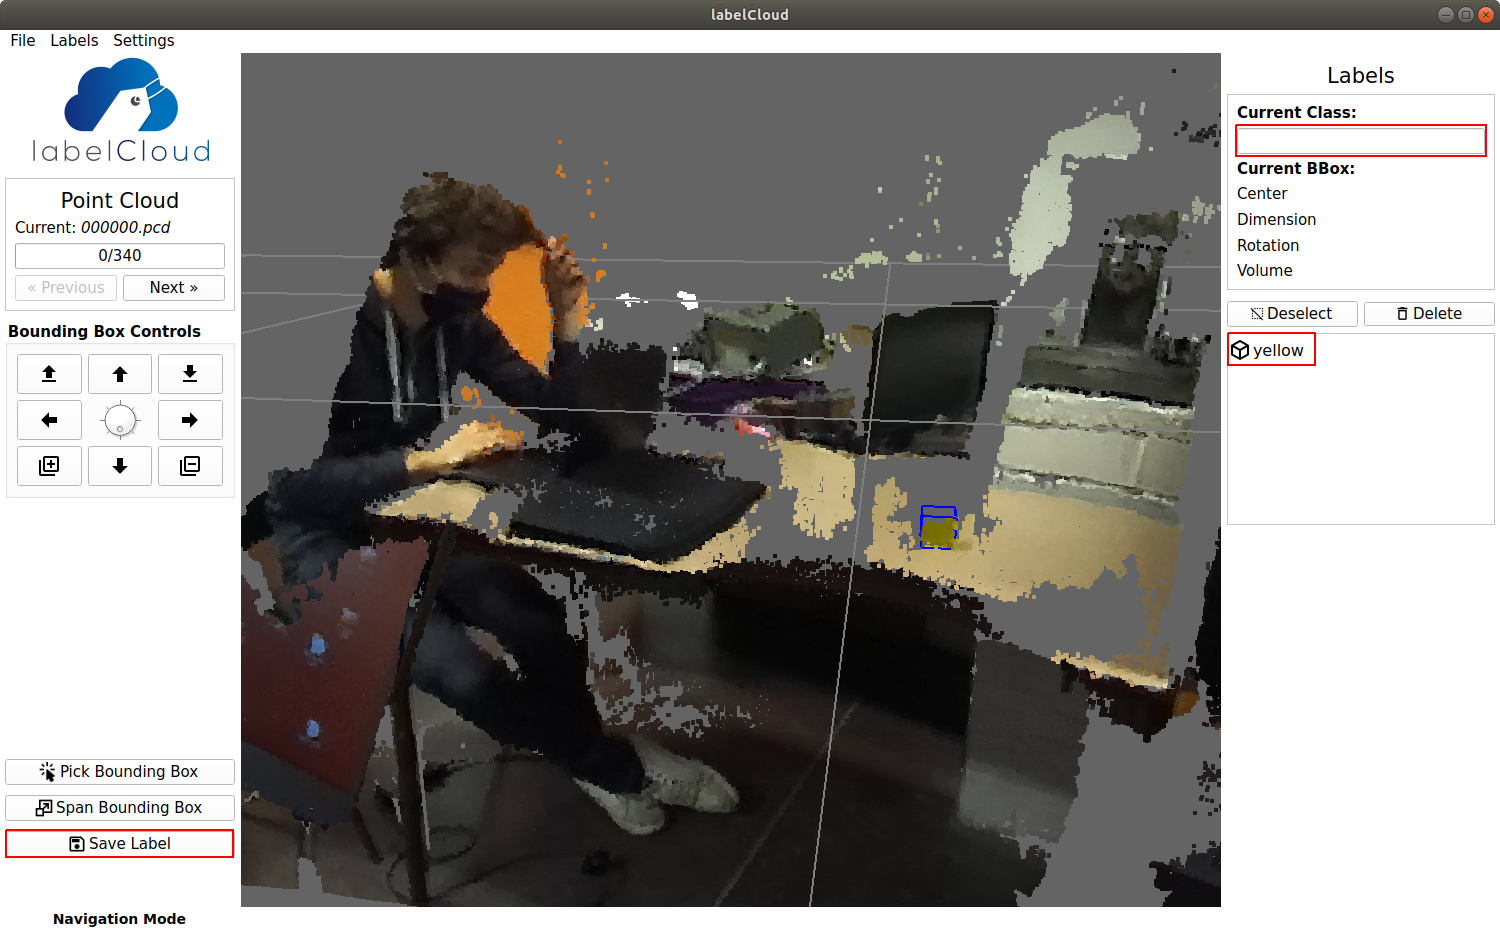 labelCloud
File Labels Settings
labelCloud
Point Cloud
Current: 000000.pcd
0/340
« Previous Next »
Bounding Box Controls
Pick Bounding Box
Span Bounding Box
Save Label
Navigation Mode
Labels
Current Class:
Current BBox:
Center
Dimension
Rotation
Volume
Deselect Delete
yellow